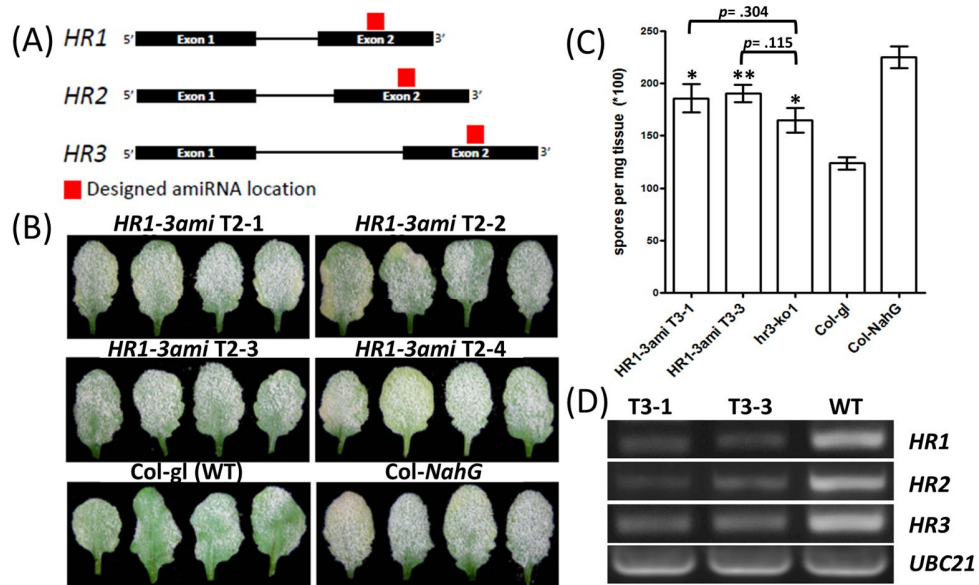 (A)
HR1 5′ Exon 1 Exon 2 3′
HR2 5′ Exon 1 Exon 2 3′
HR3 5′ Exon 1 Exon 2 3′
Designed amiRNA location
(B)
HR1-3ami T2-1
HR1-3ami T2-2
HR1-3ami T2-3
HR1-3ami T2-4
Col-gl (WT)
Col-NahG
(C)
p= .304
p= .115
spores per mg tissue (*100)
250
200
150
100
50
0
*
**
*
HR1-3ami T3-1
HR1-3ami T3-3
hr3-ko1
Col-gl
Col-NahG
(D)
T3-1 T3-3 WT
HR1
HR2
HR3
UBC21